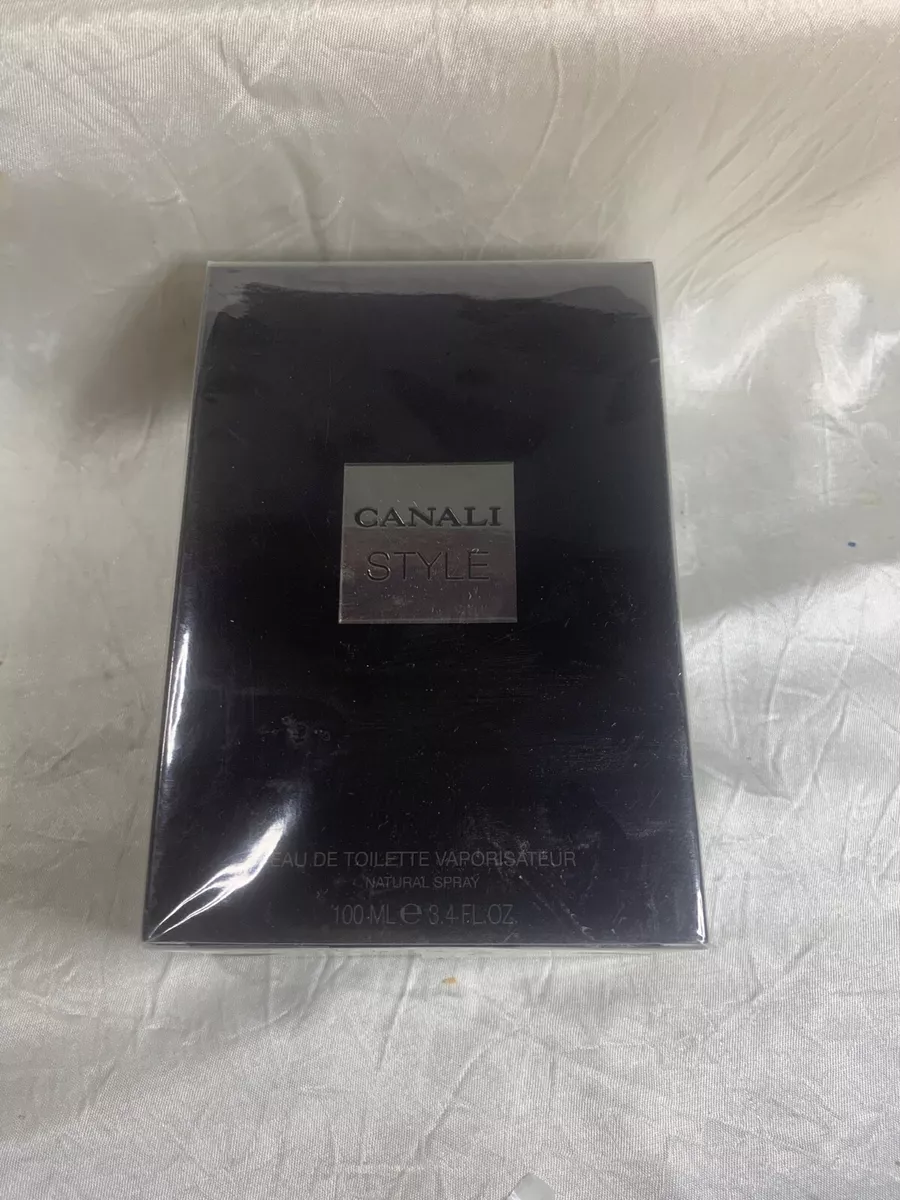 CANALI
STYLE
EAU DE TOILETTE VAPORISATEUR
NATURAL SPRAY
100 ML e 3.4 FL.OZ.